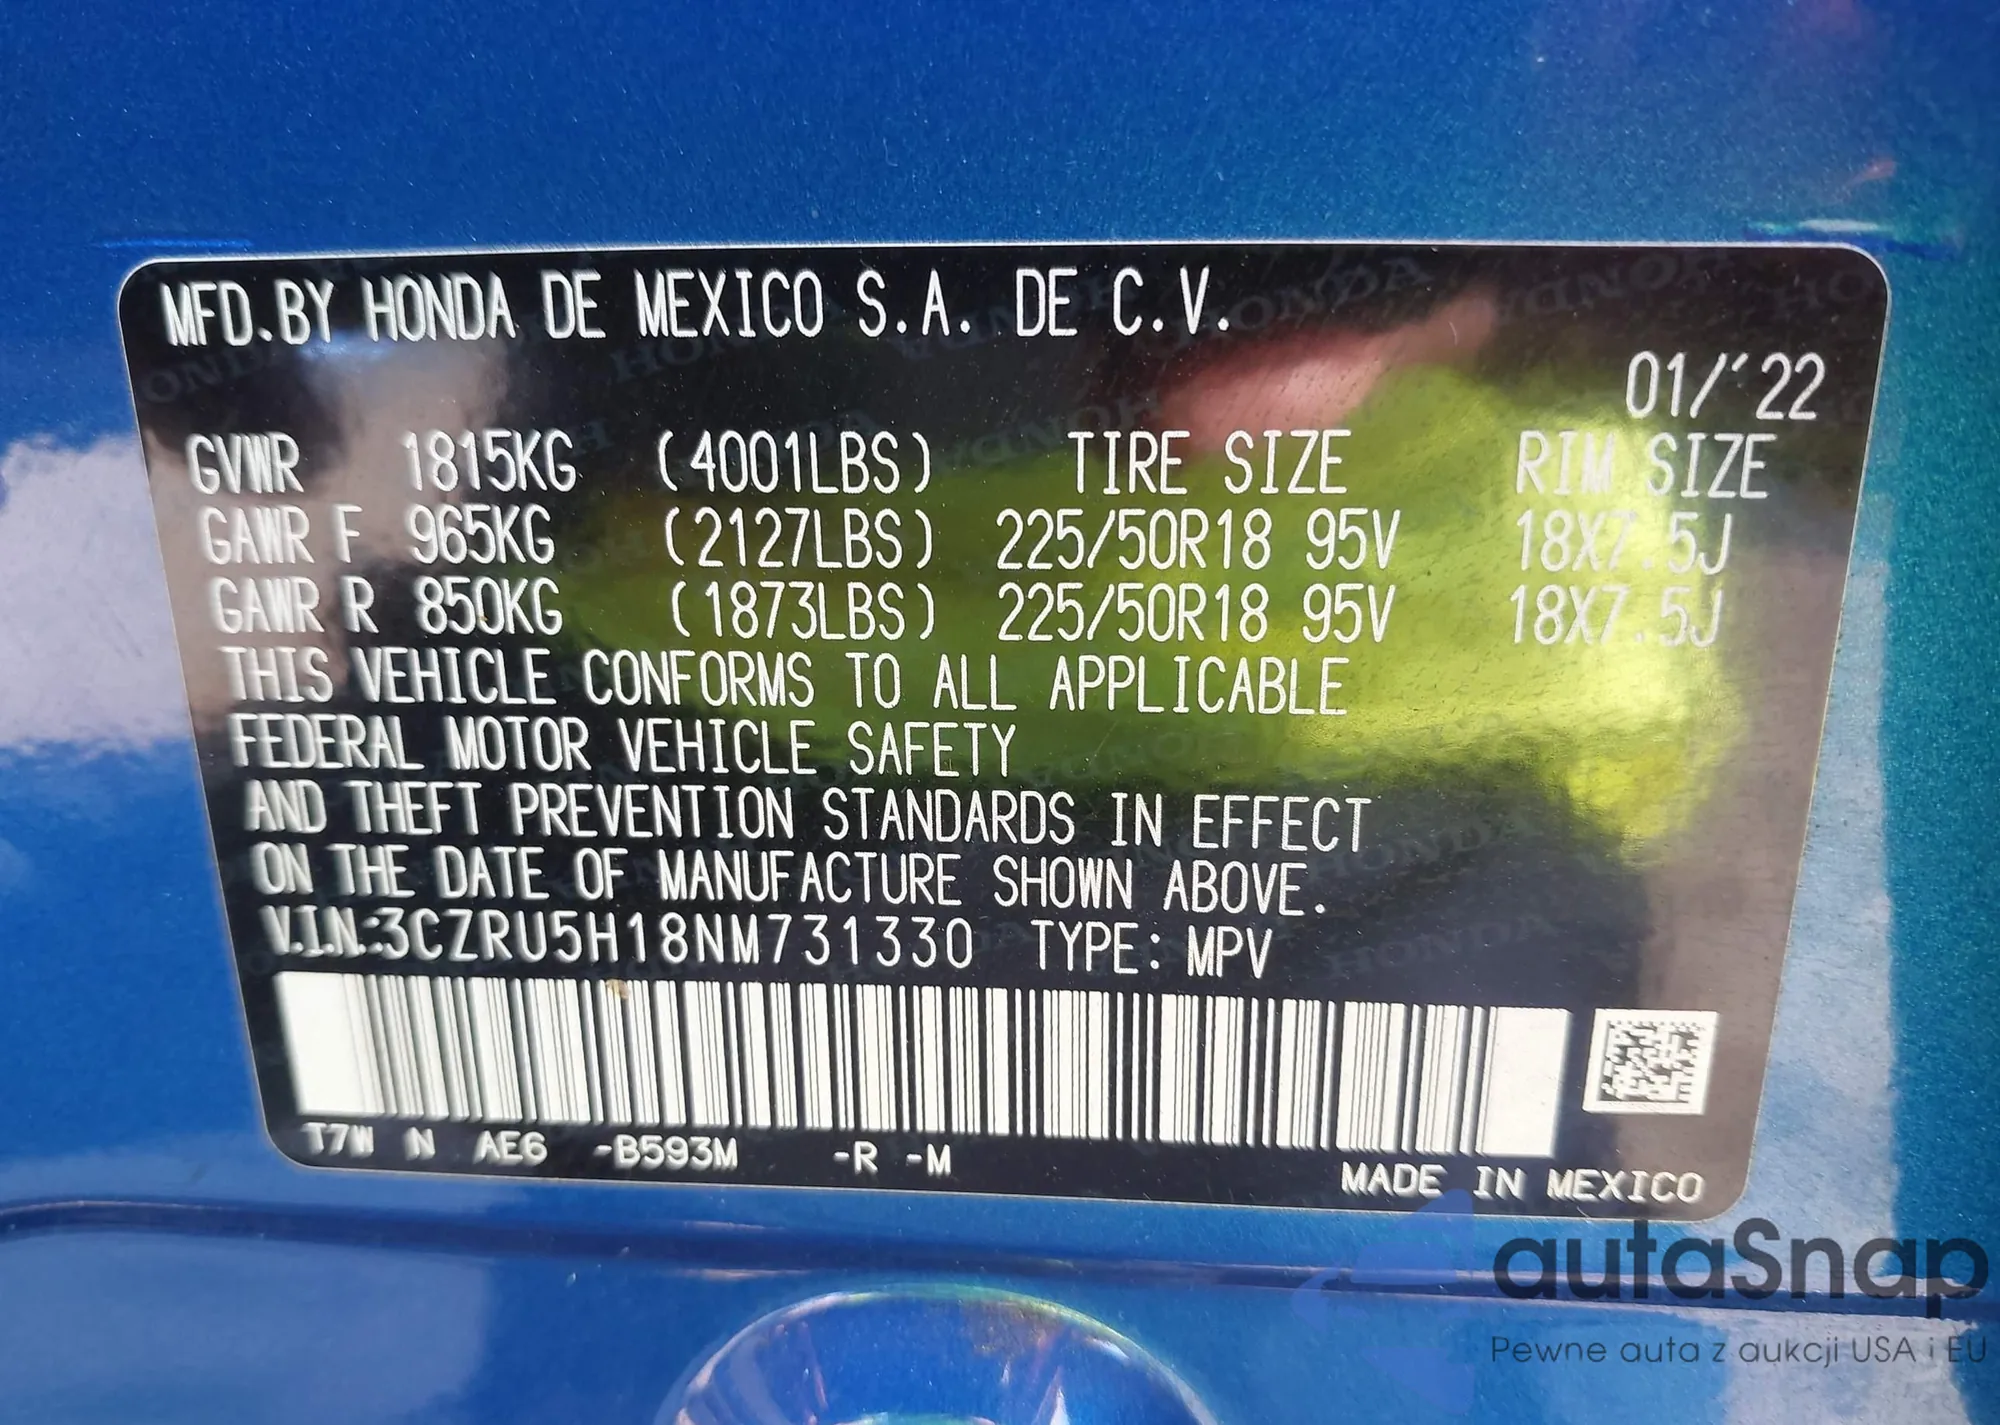 MFD.BY HONDA DE MEXICO S.A. DE C.V.
01/'22
GVWR 1815KG (4001LBS) TIRE SIZE RIM SIZE
GAWR F 965KG (2127LBS) 225/50R18 95V 18X7.5J
GAWR R 850KG (1873LBS) 225/50R18 95V 18X7.5J
THIS VEHICLE CONFORMS TO ALL APPLICABLE
FEDERAL MOTOR VEHICLE SAFETY
AND THEFT PREVENTION STANDARDS IN EFFECT
ON THE DATE OF MANUFACTURE SHOWN ABOVE.
V.I.N.:3CZRU5H18NM731330 TYPE: MPV
T7W N AE6 -B593M -R -M
MADE IN MEXICO
autaSnap
Pewne auta z aukcji USA i EU